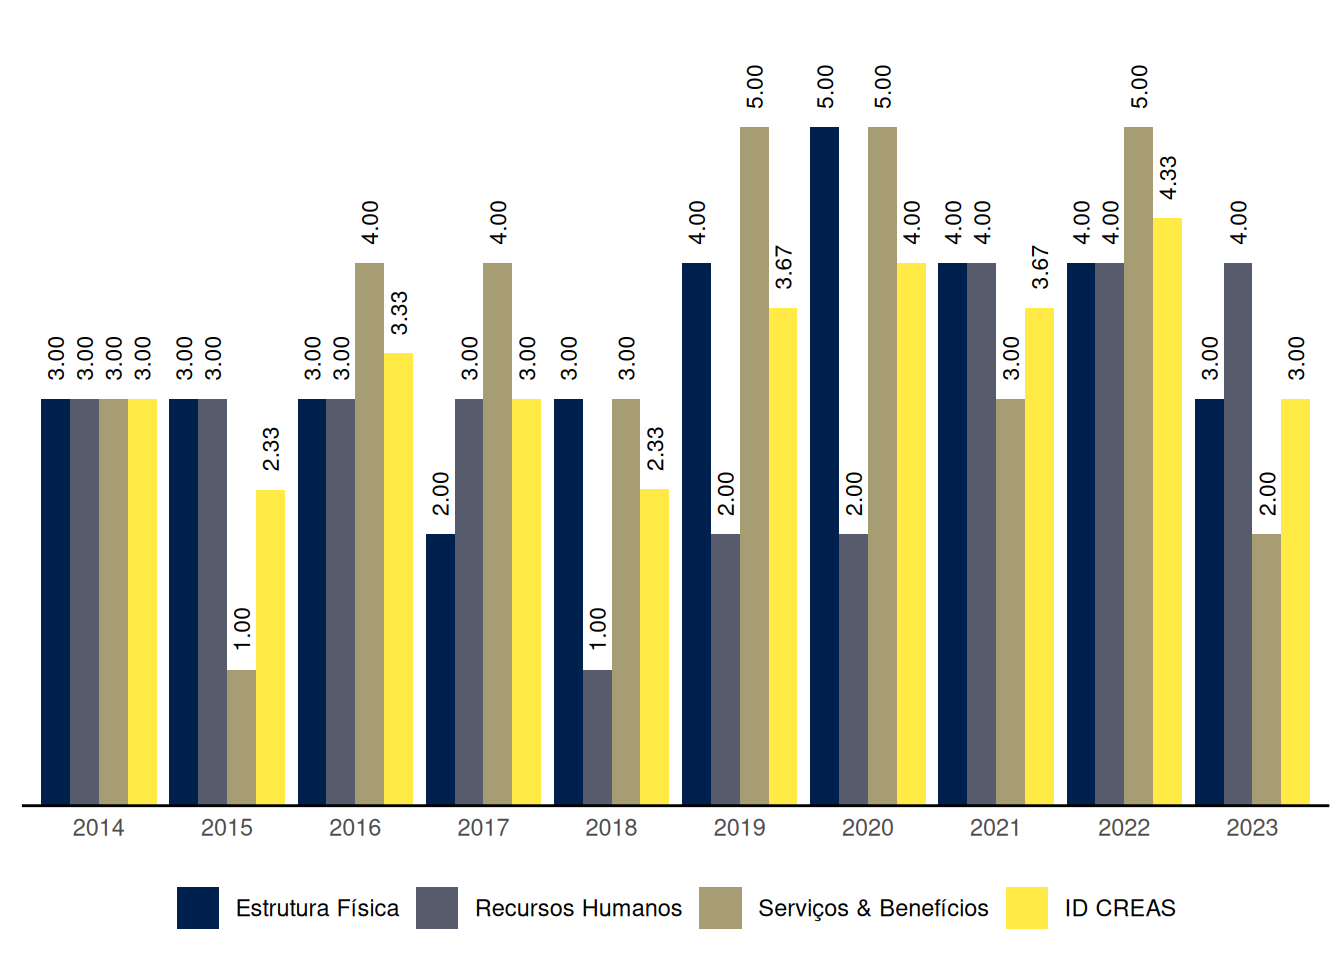 5.00 5.00 5.00 5.00
4.33
4.00 4.00 4.00 4.00 4.00 4.00 4.00 4.00 4.00
3.67 3.67
3.33
3.00 3.00 3.00 3.00 3.00 3.00 3.00 3.00 3.00 3.00 3.00 3.00 3.00 3.00 3.00
2.33 2.33
2.00 2.00 2.00 2.00
1.00 1.00
2014 2015 2016 2017 2018 2019 2020 2021 2022 2023
Estrutura Física Recursos Humanos Serviços & Benefícios ID CREAS